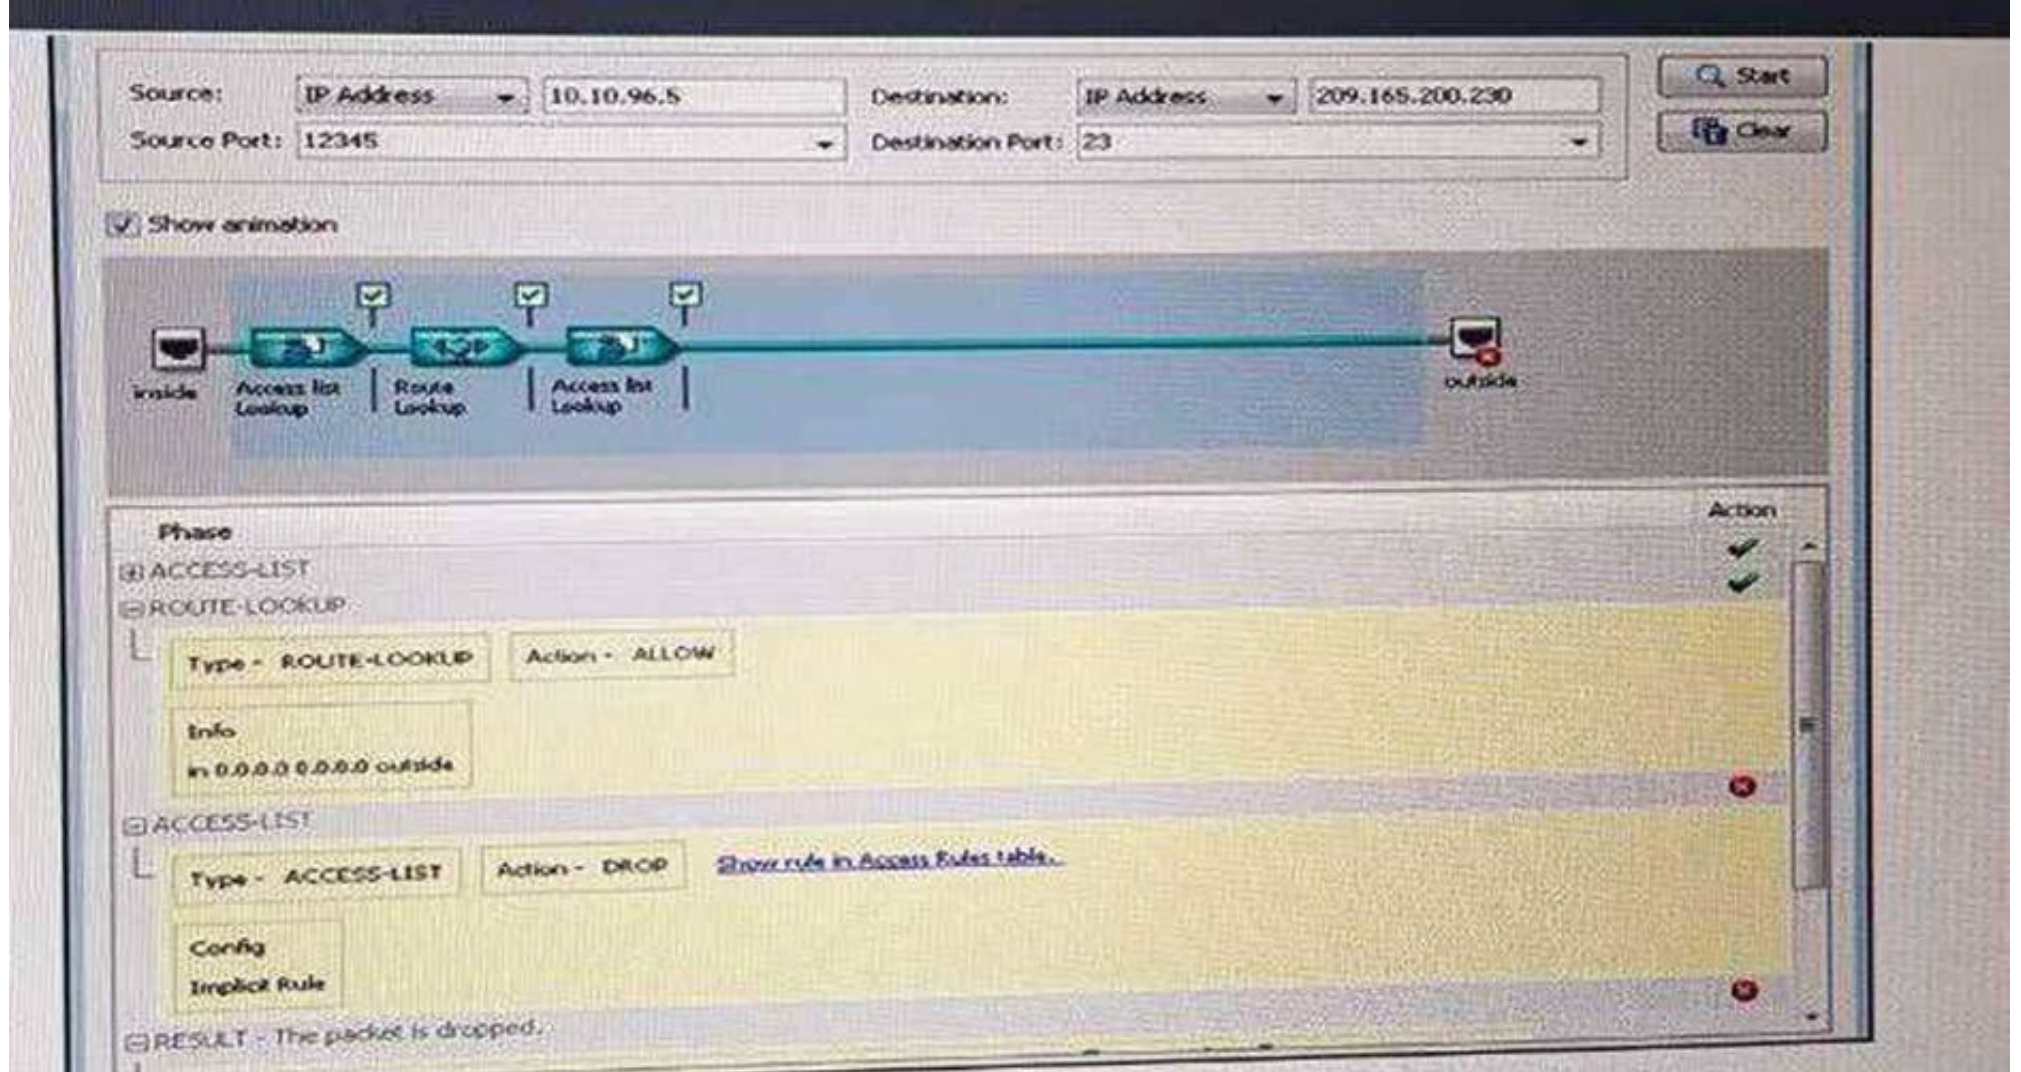 Source: IP Address 10.10.96.5 Destination: IP Address 209.165.200.230 Start
Source Port: 12345 Destination Port: 23 Clear
Show animation
inside Access list Lookup Route Lookup Access list Lookup outside
Phase Action
ACCESS-LIST
ROUTE-LOOKUP
Type - ROUTE-LOOKUP Action - ALLOW
Info
in 0.0.0.0 0.0.0.0 outside
ACCESS-LIST
Type - ACCESS-LIST Action - DROP Show rule in Access Rules table.
Config
Implicit Rule
RESULT - The packet is dropped.